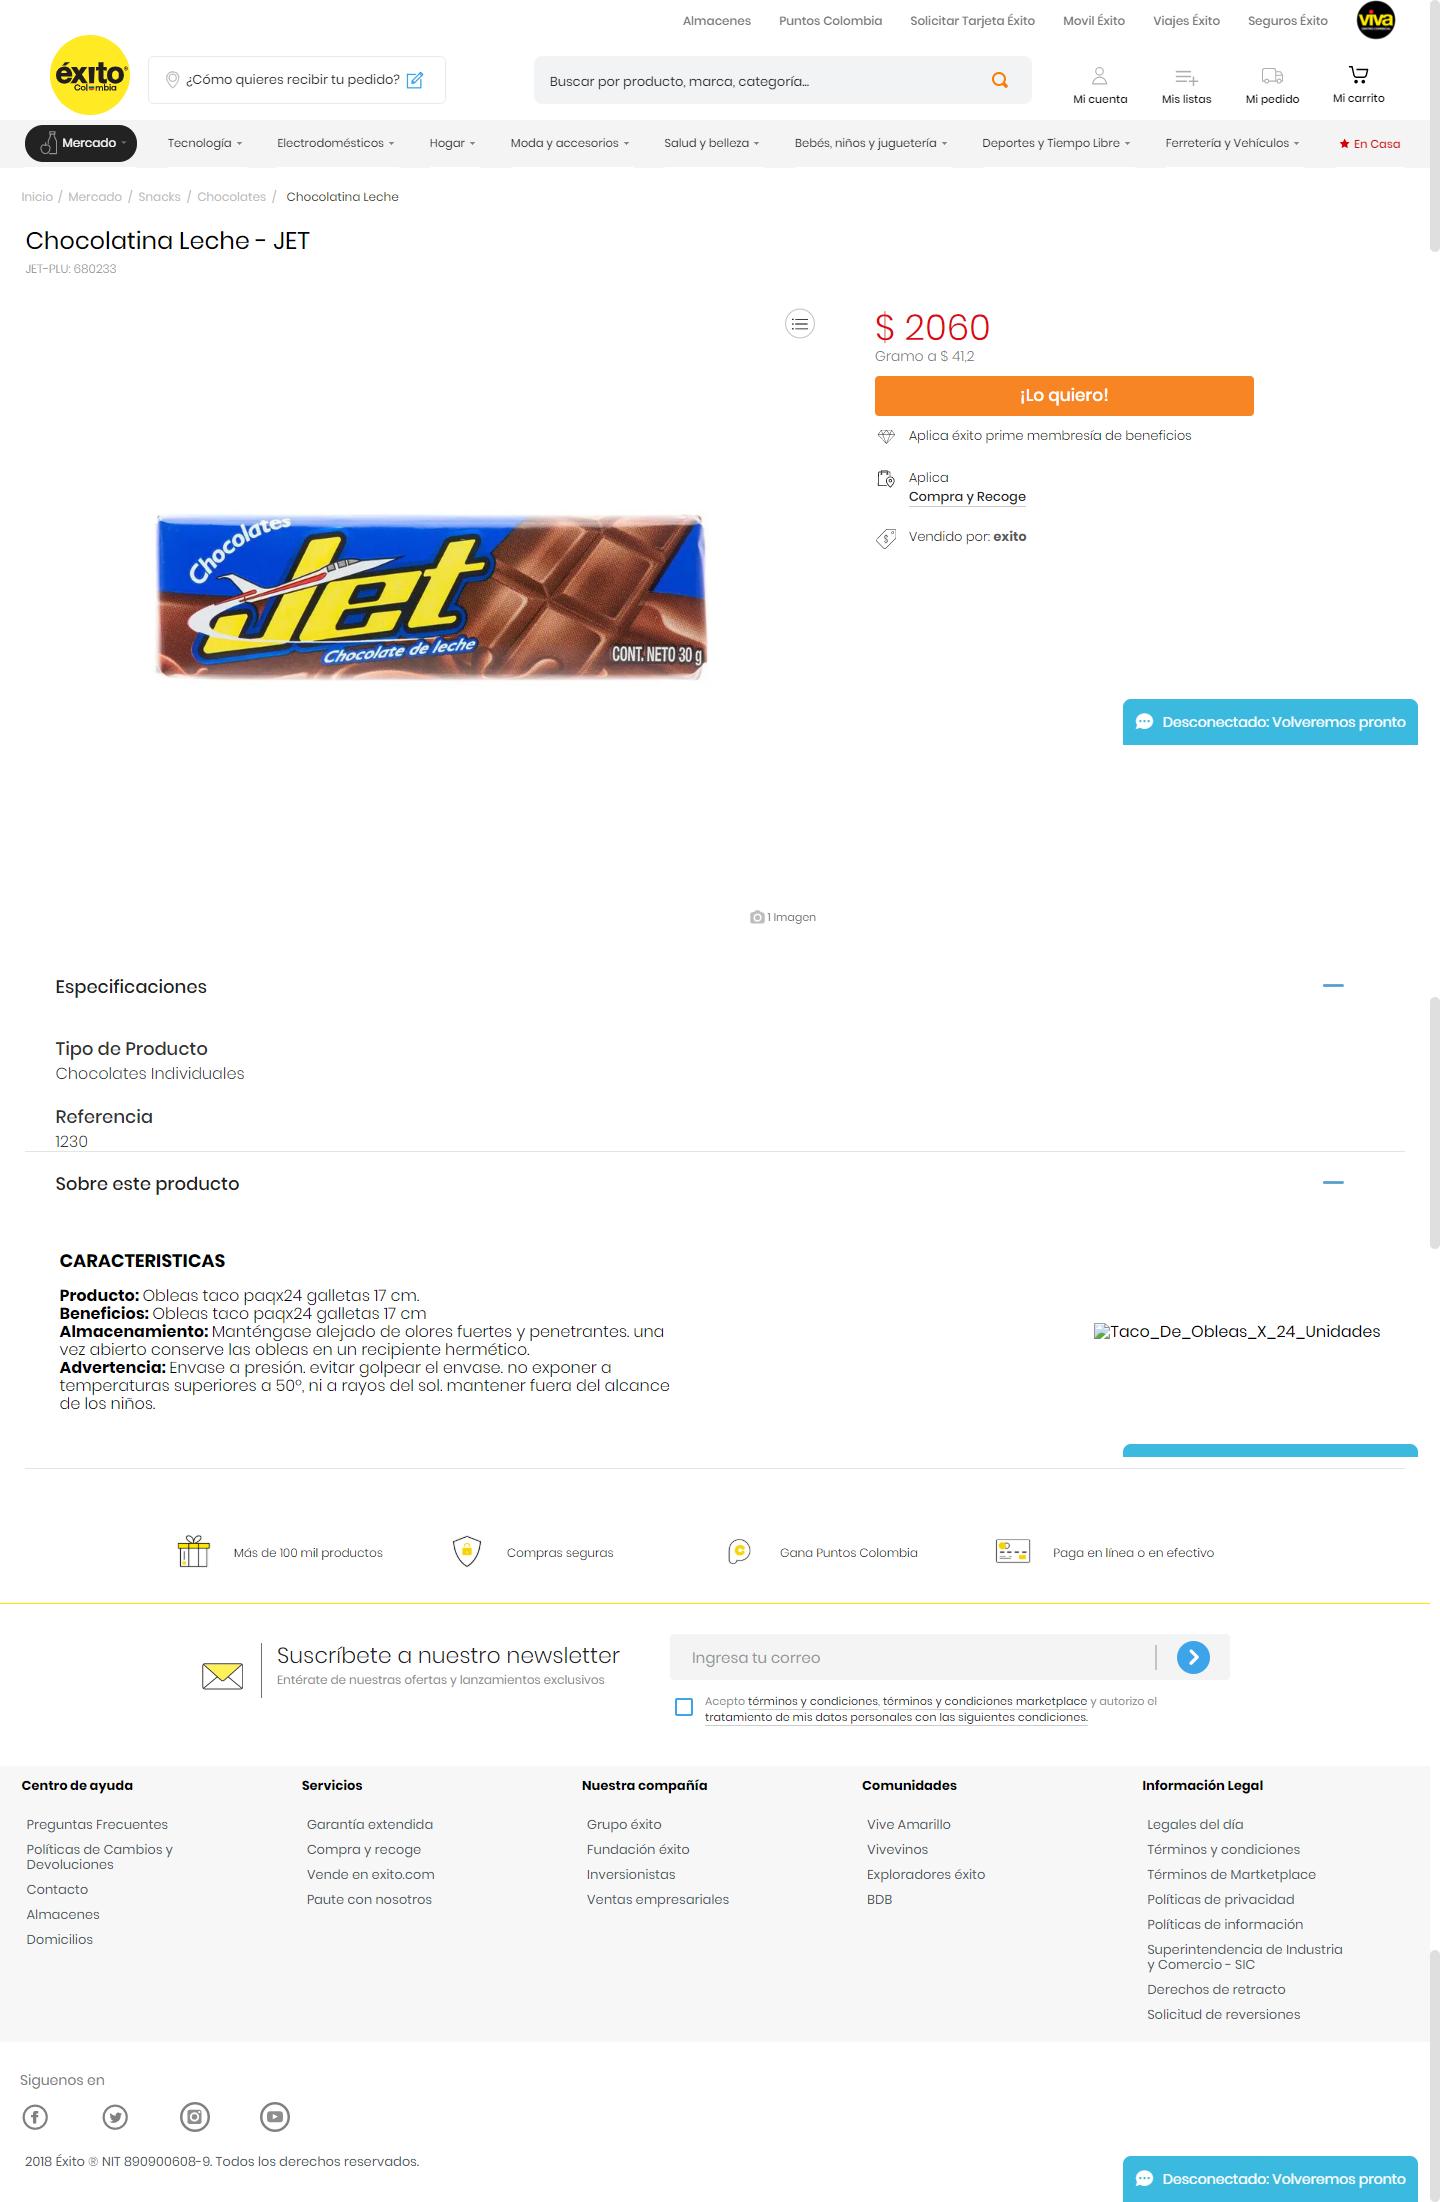 Almacenes Puntos Colombia Solicitar Tarjeta Éxito Movil Éxito Viajes Éxito Seguros Éxito viva
éxito
Colombia
¿Cómo quieres recibir tu pedido?
Buscar por producto, marca, categoría...
Mi cuenta Mis listas Mi pedido Mi carrito
Mercado Tecnología Electrodomésticos Hogar Moda y accesorios Salud y belleza Bebés, niños y juguetería Deportes y Tiempo Libre Ferretería y Vehículos En Casa
Inicio / Mercado / Snacks / Chocolates / Chocolatina Leche
Chocolatina Leche - JET
JET-PLU: 680233
$ 2060
Gramo a $ 41,2
¡Lo quiero!
Aplica éxito prime membresía de beneficios
Aplica
Compra y Recoge
Vendido por: exito
Chocolates
Jet
Chocolate de leche
CONT. NETO 30 g
Desconectado: Volveremos pronto
1 Imagen
Especificaciones
Tipo de Producto
Chocolates Individuales
Referencia
1230
Sobre este producto
CARACTERISTICAS
Producto: Obleas taco paqx24 galletas 17 cm.
Beneficios: Obleas taco paqx24 galletas 17 cm
Almacenamiento: Manténgase alejado de olores fuertes y penetrantes. una
vez abierto conserve las obleas en un recipiente hermético.
Advertencia: Envase a presión. evitar golpear el envase. no exponer a
temperaturas superiores a 50°, ni a rayos del sol. mantener fuera del alcance
de los niños.
Taco_De_Obleas_X_24_Unidades
Más de 100 mil productos
Compras seguras
Gana Puntos Colombia
Paga en línea o en efectivo
Suscríbete a nuestro newsletter
Entérate de nuestras ofertas y lanzamientos exclusivos
Ingresa tu correo
Acepto términos y condiciones, términos y condiciones marketplace y autorizo el
tratamiento de mis datos personales con las siguientes condiciones.
Centro de ayuda
Preguntas Frecuentes
Políticas de Cambios y
Devoluciones
Contacto
Almacenes
Domicilios
Servicios
Garantía extendida
Compra y recoge
Vende en exito.com
Paute con nosotros
Nuestra compañía
Grupo éxito
Fundación éxito
Inversionistas
Ventas empresariales
Comunidades
Vive Amarillo
Vivevinos
Exploradores éxito
BDB
Información Legal
Legales del día
Términos y condiciones
Términos de Martketplace
Políticas de privacidad
Políticas de información
Superintendencia de Industria
y Comercio - SIC
Derechos de retracto
Solicitud de reversiones
Siguenos en
2018 Éxito ® NIT 890900608-9. Todos los derechos reservados.
Desconectado: Volveremos pronto